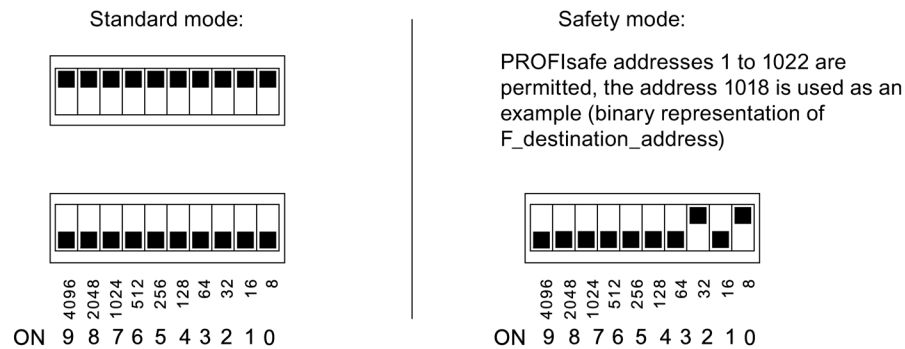 Standard mode:
4096 2048 1024 512 256 128 64 32 16 8
ON 9 8 7 6 5 4 3 2 1 0
Safety mode:
PROFIsafe addresses 1 to 1022 are
permitted, the address 1018 is used as an
example (binary representation of
F_destination_address)
4096 2048 1024 512 256 128 64 32 16 8
ON 9 8 7 6 5 4 3 2 1 0